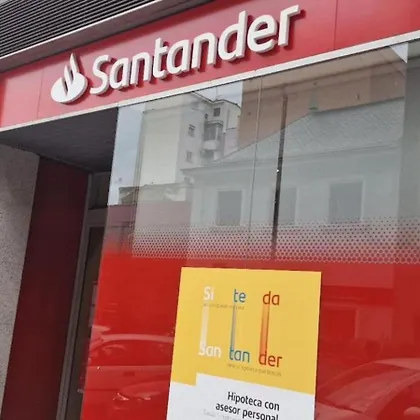 Santander
Si te da
San tan der
Hipoteca con
asesor personal